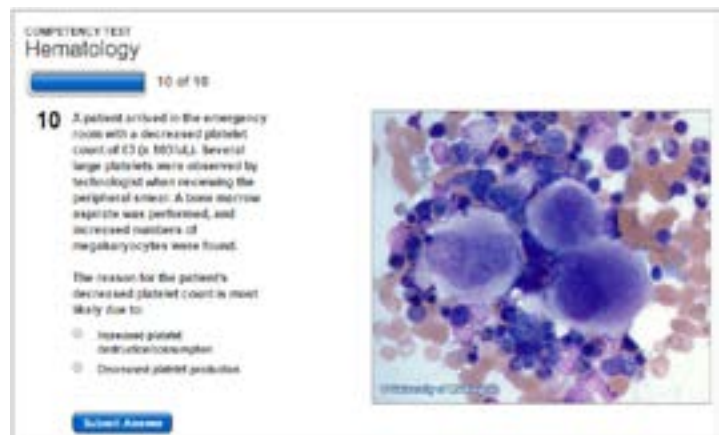 COMPETENCY TEST
Hematology
10 of 10
10 A patient arrived in the emergency
room with a decreased platelet
count of
large platelets were observed by
technologist when reviewing the
peripheral smear. A bone marrow
aspirate was performed, and
increased numbers of
megakaryocytes were found.
The reason for the patient's
decreased platelet count is most
likely due to:
Increased platelet
destruction/consumption
Decreased platelet production
Submit Answer